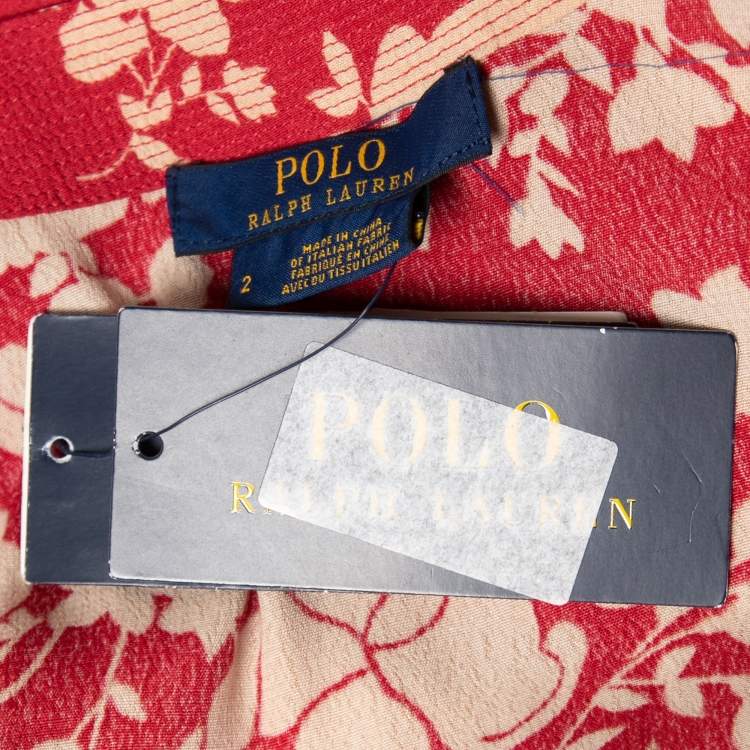 POLO
RALPH LAUREN
2
MADE IN CHINA
OF ITALIAN FABRIC
FABRIQUÉ EN CHINE
AVEC DU TISSU ITALIEN
POLO
RALPH LAUREN